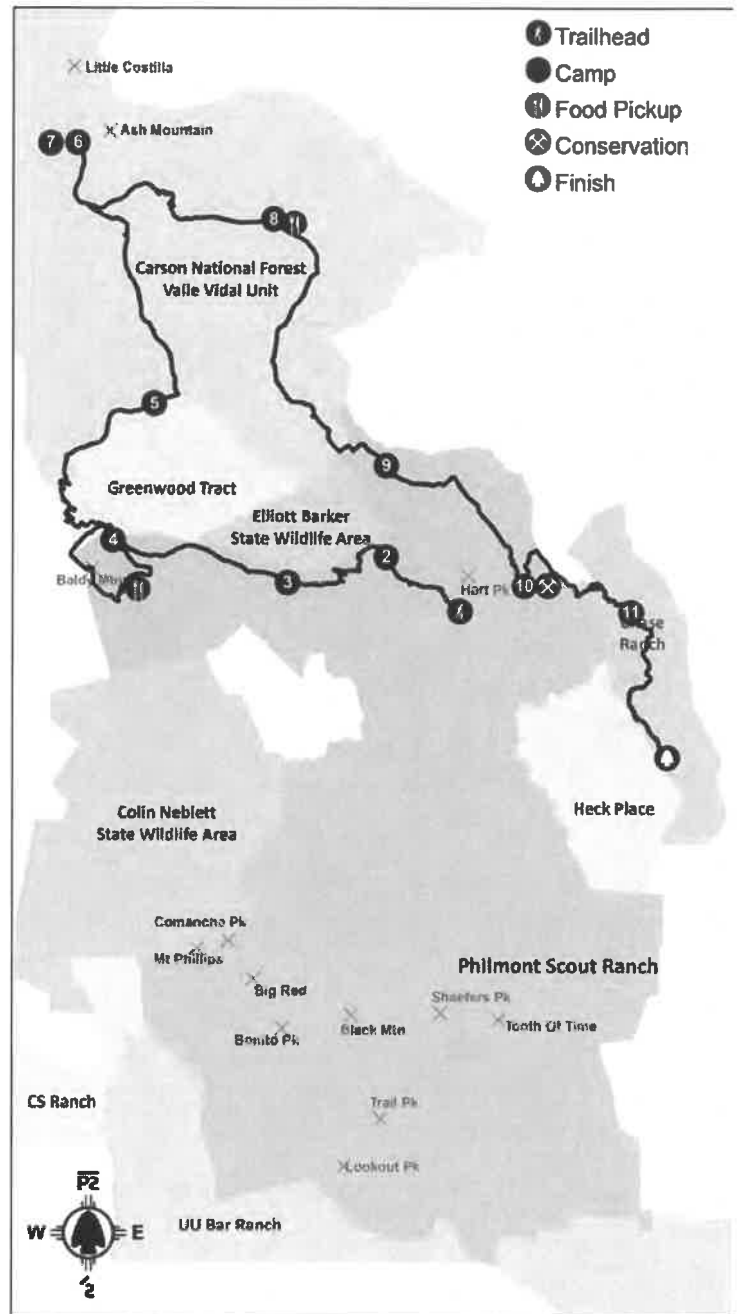 Trailhead
Camp
Food Pickup
Conservation
Finish
Little Costilla
Ash Mountain
7
6
8
Carson National Forest
Valle Vidal Unit
5
9
Greenwood Tract
Elliott Barker
State Wildlife Area
4
2
3
Baldy
Hart Pk
10
11
Ranch
Heck Place
Colin Neblett
State Wildlife Area
Comanche Pk
Mt Phillips
Big Red
Philmont Scout Ranch
Shaefers Pk
Black Mtn
Tooth Of Time
Bonito Pk
CS Ranch
Trail Pk
Lookout Pk
W
E
UU Bar Ranch